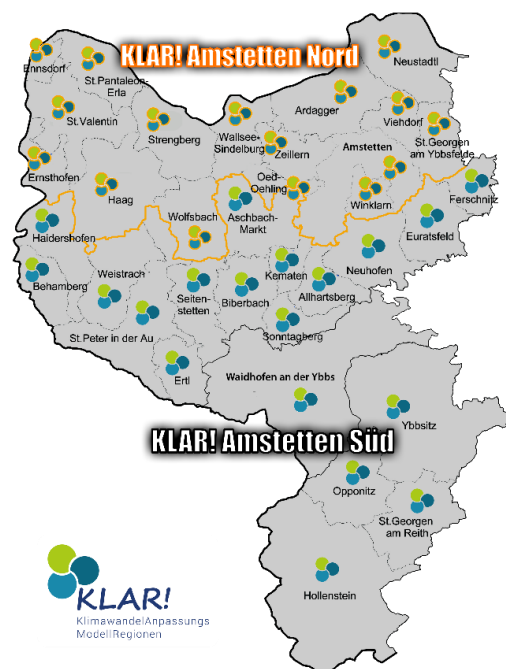 KLAR! Amstetten Nord
Ennsdorf
St.Pantaleon-
Erla
Neustadtl
St.Valentin
Strengberg
Wallsee-
Sindelburg
Ardagger
Viehdorf
Zeillern
Amstetten
St.Georgen
am Ybbsfelde
Ernsthofen
Haag
Oed-
Oehling
Winklarn
Ferschnitz
Haidershofen
Wolfsbach
Aschbach-
Markt
Euratsfeld
Neuhofen
Behamberg
Weistrach
Seiten-
stetten
Biberbach
Kematen
Allhartsberg
St.Peter in der Au
Sonntagberg
Ertl
Waidhofen an der Ybbs
Ybbsitz
KLAR! Amstetten Süd
Opponitz
St.Georgen
am Reith
Hollenstein
KLAR!
KlimawandelAnpassungs
ModellRegionen